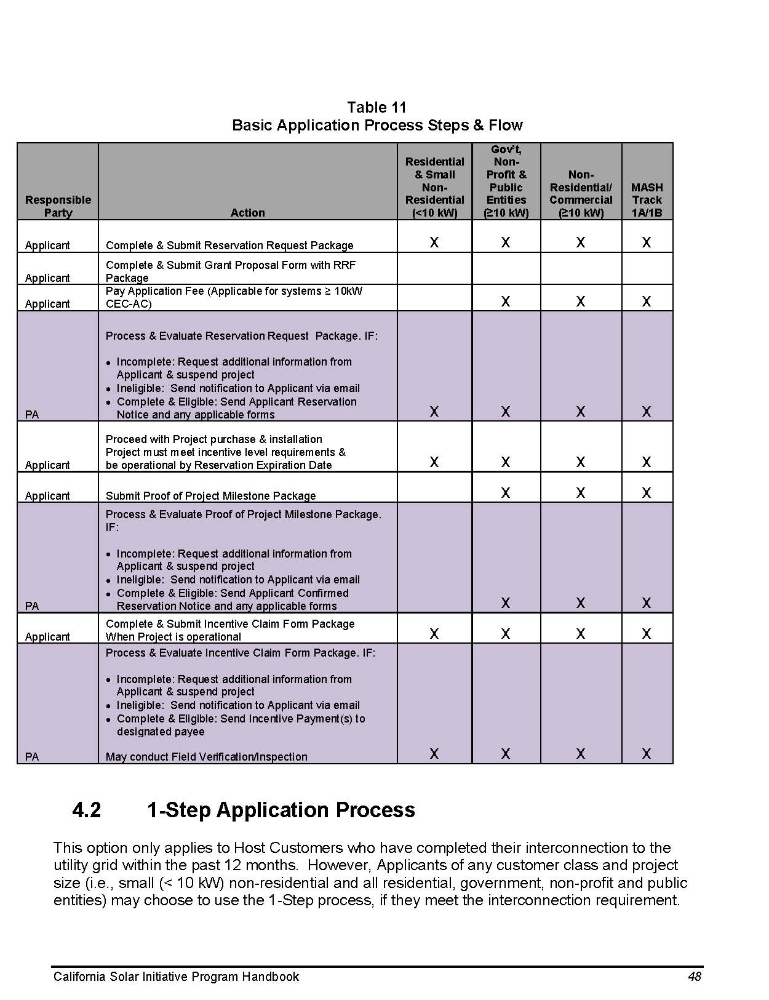 Table 11
Basic Application Process Steps & Flow
Responsible
Party
Action
Residential
& Small
Non-
Residential
(<10 kW)
Gov't,
Non-
Profit &
Public
Entities
(≥10 kW)
Non-
Residential/
Commercial
(≥10 kW)
MASH
Track
1A/1B
Applicant Complete & Submit Reservation Request Package X X X X
Complete & Submit Grant Proposal Form with RRF
Applicant Package
Pay Application Fee (Applicable for systems ≥ 10kW
Applicant CEC-AC) X X X
Process & Evaluate Reservation Request  Package. IF:
• Incomplete: Request additional information from
Applicant & suspend project
• Ineligible:  Send notification to Applicant via email
• Complete & Eligible: Send Applicant Reservation
PA Notice and any applicable forms X X X X
Proceed with Project purchase & installation
Project must meet incentive level requirements &
Applicant be operational by Reservation Expiration Date X X X X
Applicant Submit Proof of Project Milestone Package X X X
Process & Evaluate Proof of Project Milestone Package.
IF:
• Incomplete: Request additional information from
Applicant & suspend project
• Ineligible:  Send notification to Applicant via email
• Complete & Eligible: Send Applicant Confirmed
PA Reservation Notice and any applicable forms X X X
Complete & Submit Incentive Claim Form Package
Applicant When Project is operational X X X X
Process & Evaluate Incentive Claim Form Package. IF:
• Incomplete: Request additional information from
Applicant & suspend project
• Ineligible:  Send notification to Applicant via email
• Complete & Eligible: Send Incentive Payment(s) to
designated payee
PA May conduct Field Verification/Inspection X X X X
4.2 1-Step Application Process
This option only applies to Host Customers who have completed their interconnection to the
utility grid within the past 12 months.  However, Applicants of any customer class and project
size (i.e., small (< 10 kW) non-residential and all residential, government, non-profit and public
entities) may choose to use the 1-Step process, if they meet the interconnection requirement.
California Solar Initiative Program Handbook 48